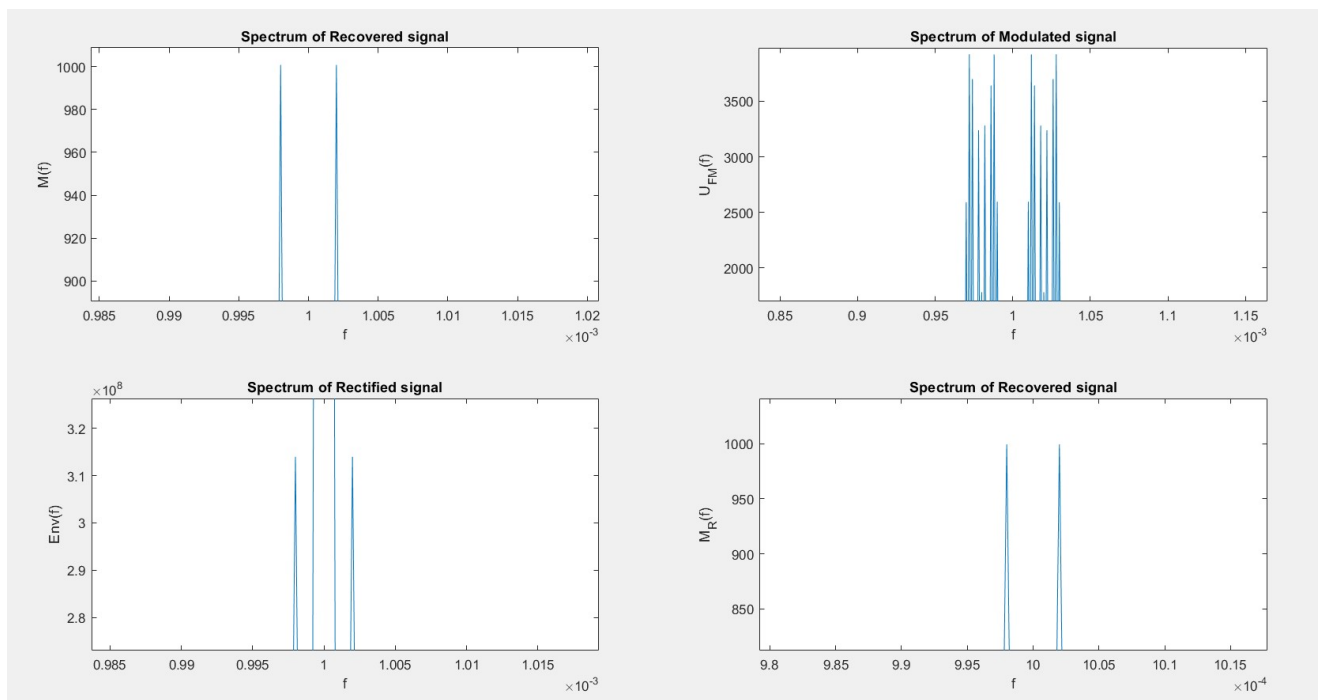 Spectrum of Recovered signal
M(f)
1000
980
960
940
920
900
0.985 0.99 0.995 1 1.005 1.01 1.015 1.02
f
×10-3
Spectrum of Modulated signal
U_FM(f)
3500
3000
2500
2000
0.85 0.9 0.95 1 1.05 1.1 1.15
f
×10-3
Spectrum of Rectified signal
×10^8
Env(f)
3.2
3.1
3
2.9
2.8
0.985 0.99 0.995 1 1.005 1.01 1.015
f
×10-3
Spectrum of Recovered signal
M_R(f)
1000
950
900
850
9.8 9.85 9.9 9.95 10 10.05 10.1 10.15
f
×10-4